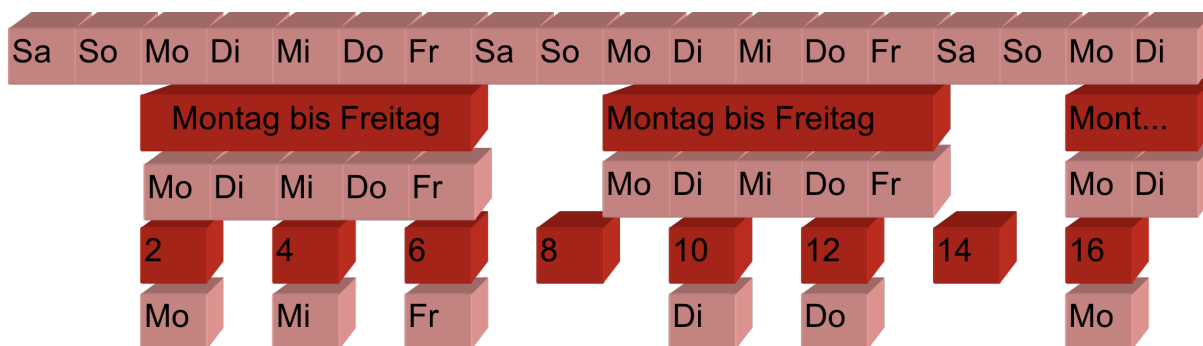 Sa So Mo Di Mi Do Fr Sa So Mo Di Mi Do Fr Sa So Mo Di
Montag bis Freitag Montag bis Freitag Mont...
Mo Di Mi Do Fr Mo Di Mi Do Fr Mo Di
2 4 6 8 10 12 14 16
Mo Mi Fr Di Do Mo